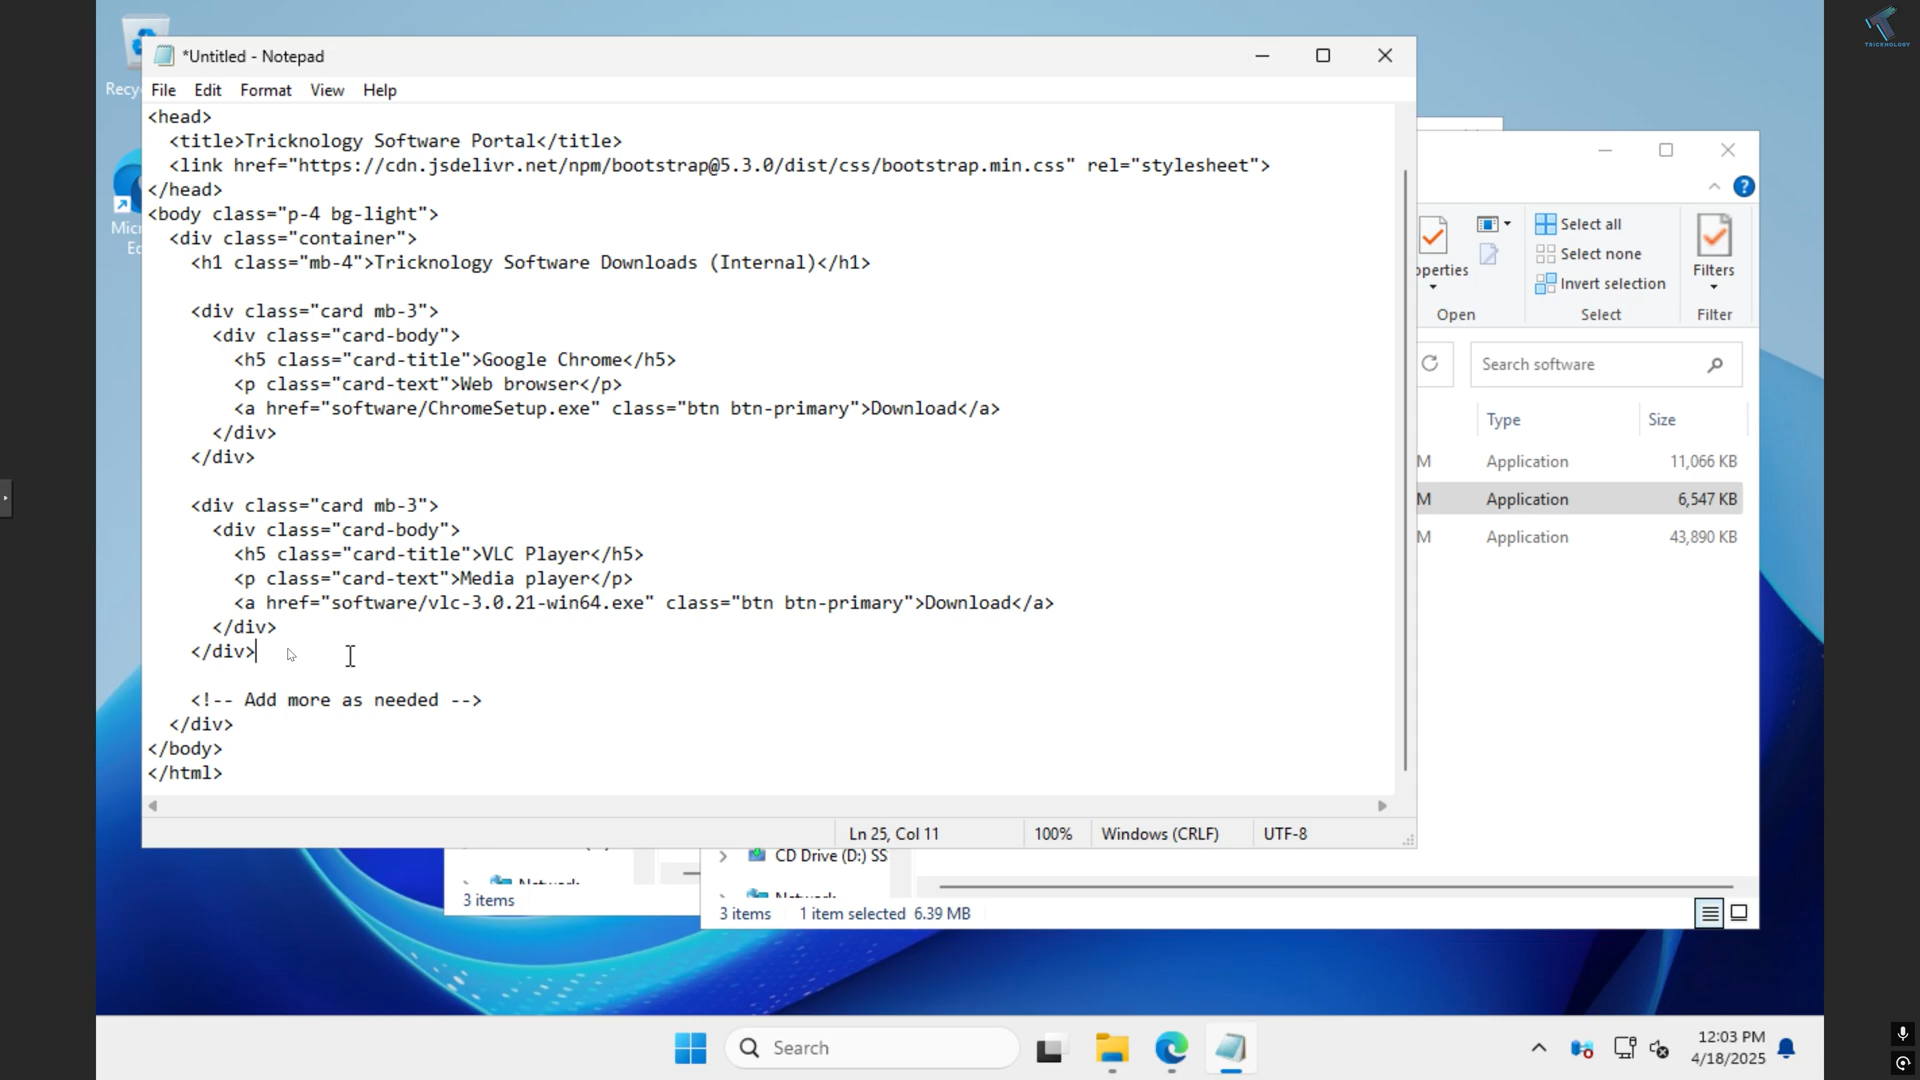 TRICKNOLOGY
*Untitled - Notepad
File Edit Format View Help
<head>
<title>Tricknology Software Portal</title>
<link href="https://cdn.jsdelivr.net/npm/bootstrap@5.3.0/dist/css/bootstrap.min.css" rel="stylesheet">
</head>
<body class="p-4 bg-light">
<div class="container">
<h1 class="mb-4">Tricknology Software Downloads (Internal)</h1>
<div class="card mb-3">
<div class="card-body">
<h5 class="card-title">Google Chrome</h5>
<p class="card-text">Web browser</p>
<a href="software/ChromeSetup.exe" class="btn btn-primary">Download</a>
</div>
</div>
<div class="card mb-3">
<div class="card-body">
<h5 class="card-title">VLC Player</h5>
<p class="card-text">Media player</p>
<a href="software/vlc-3.0.21-win64.exe" class="btn btn-primary">Download</a>
</div>
</div>
<!-- Add more as needed -->
</div>
</body>
</html>
Ln 25, Col 11 100% Windows (CRLF) UTF-8
Recy
Micr
Ed
Select all
Select none
Invert selection
operties
Filters
Open Select Filter
Search software
Type Size
M Application 11,066 KB
M Application 6,547 KB
M Application 43,890 KB
CD Drive (D:) SS
Network
Network
3 items
3 items 1 item selected 6.39 MB
Search
12:03 PM
4/18/2025